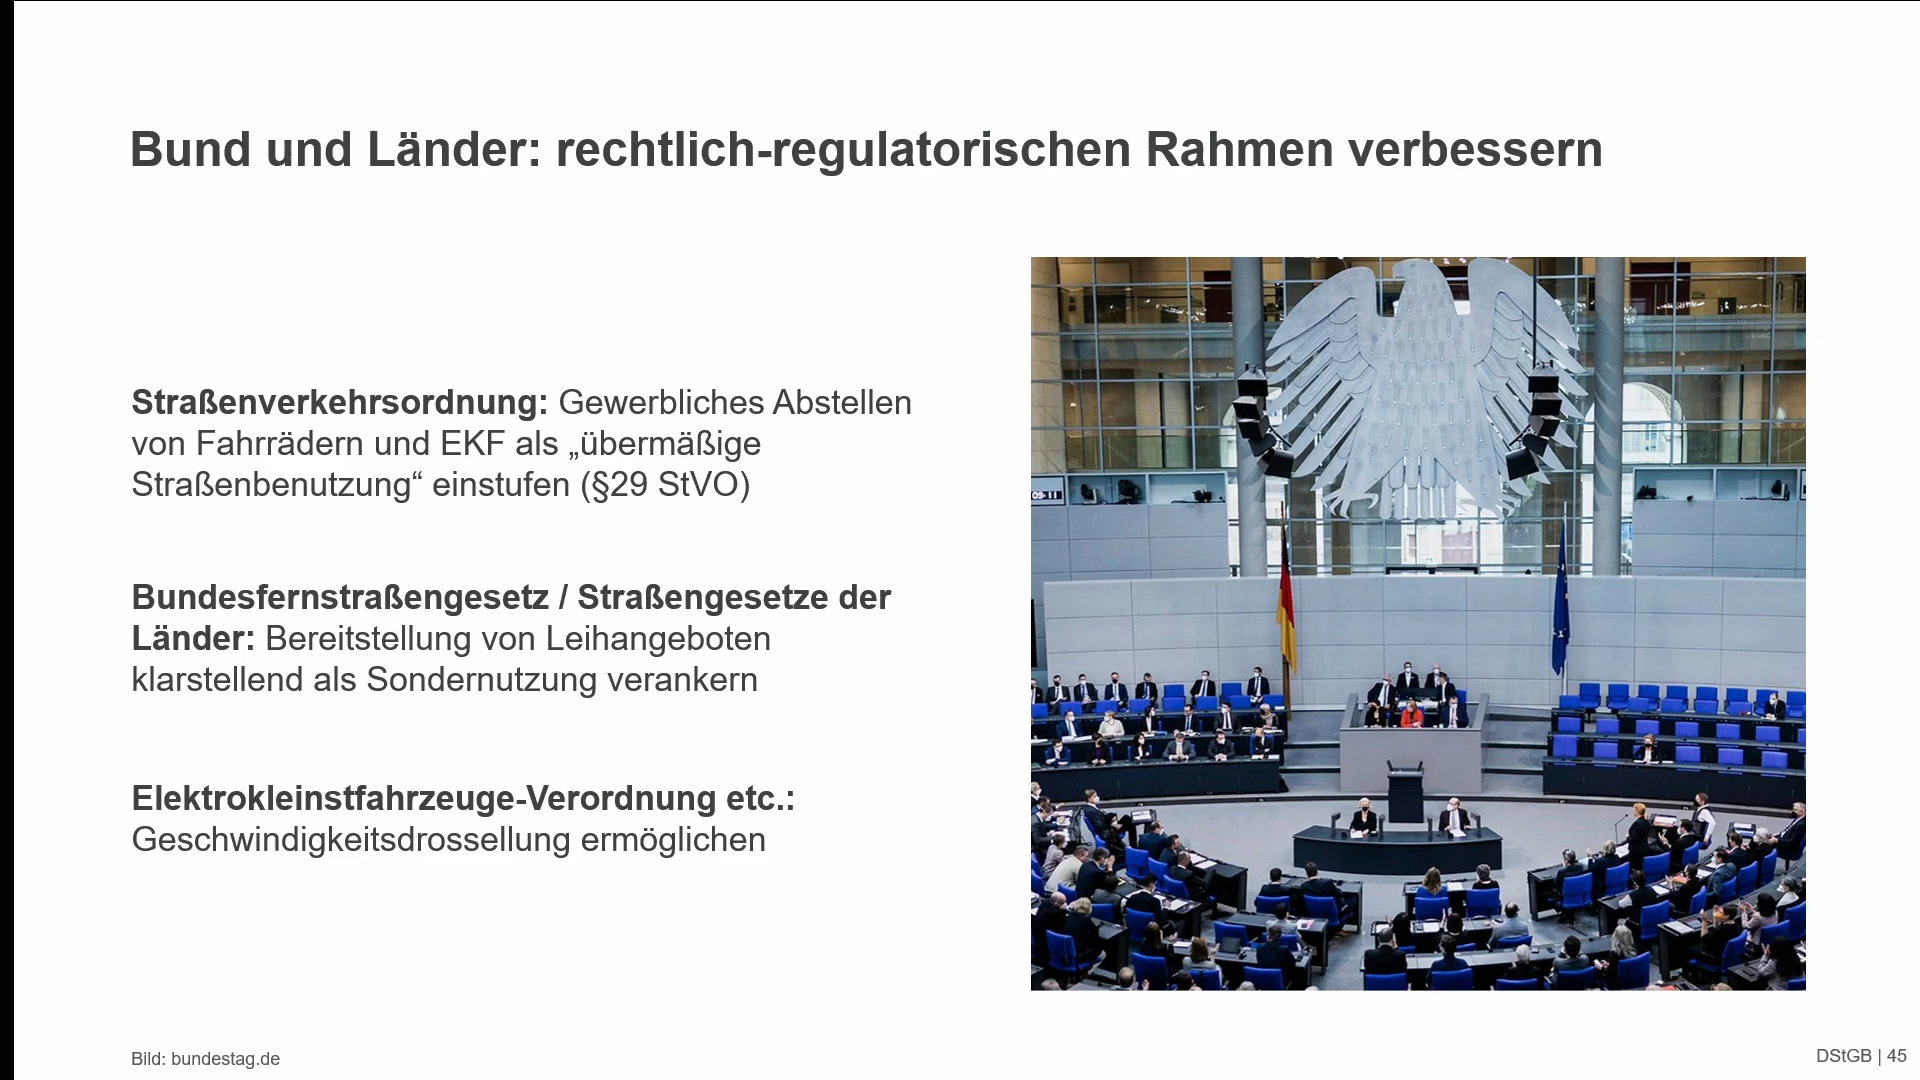 Bund und Länder: rechtlich-regulatorischen Rahmen verbessern
Straßenverkehrsordnung: Gewerbliches Abstellen
von Fahrrädern und EKF als „übermäßige
Straßenbenutzung“ einstufen (§29 StVO)
Bundesfernstraßengesetz / Straßengesetze der
Länder: Bereitstellung von Leihangeboten
klarstellend als Sondernutzung verankern
Elektrokleinstfahrzeuge-Verordnung etc.:
Geschwindigkeitsdrossellung ermöglichen
Bild: bundestag.de
DStGB | 45